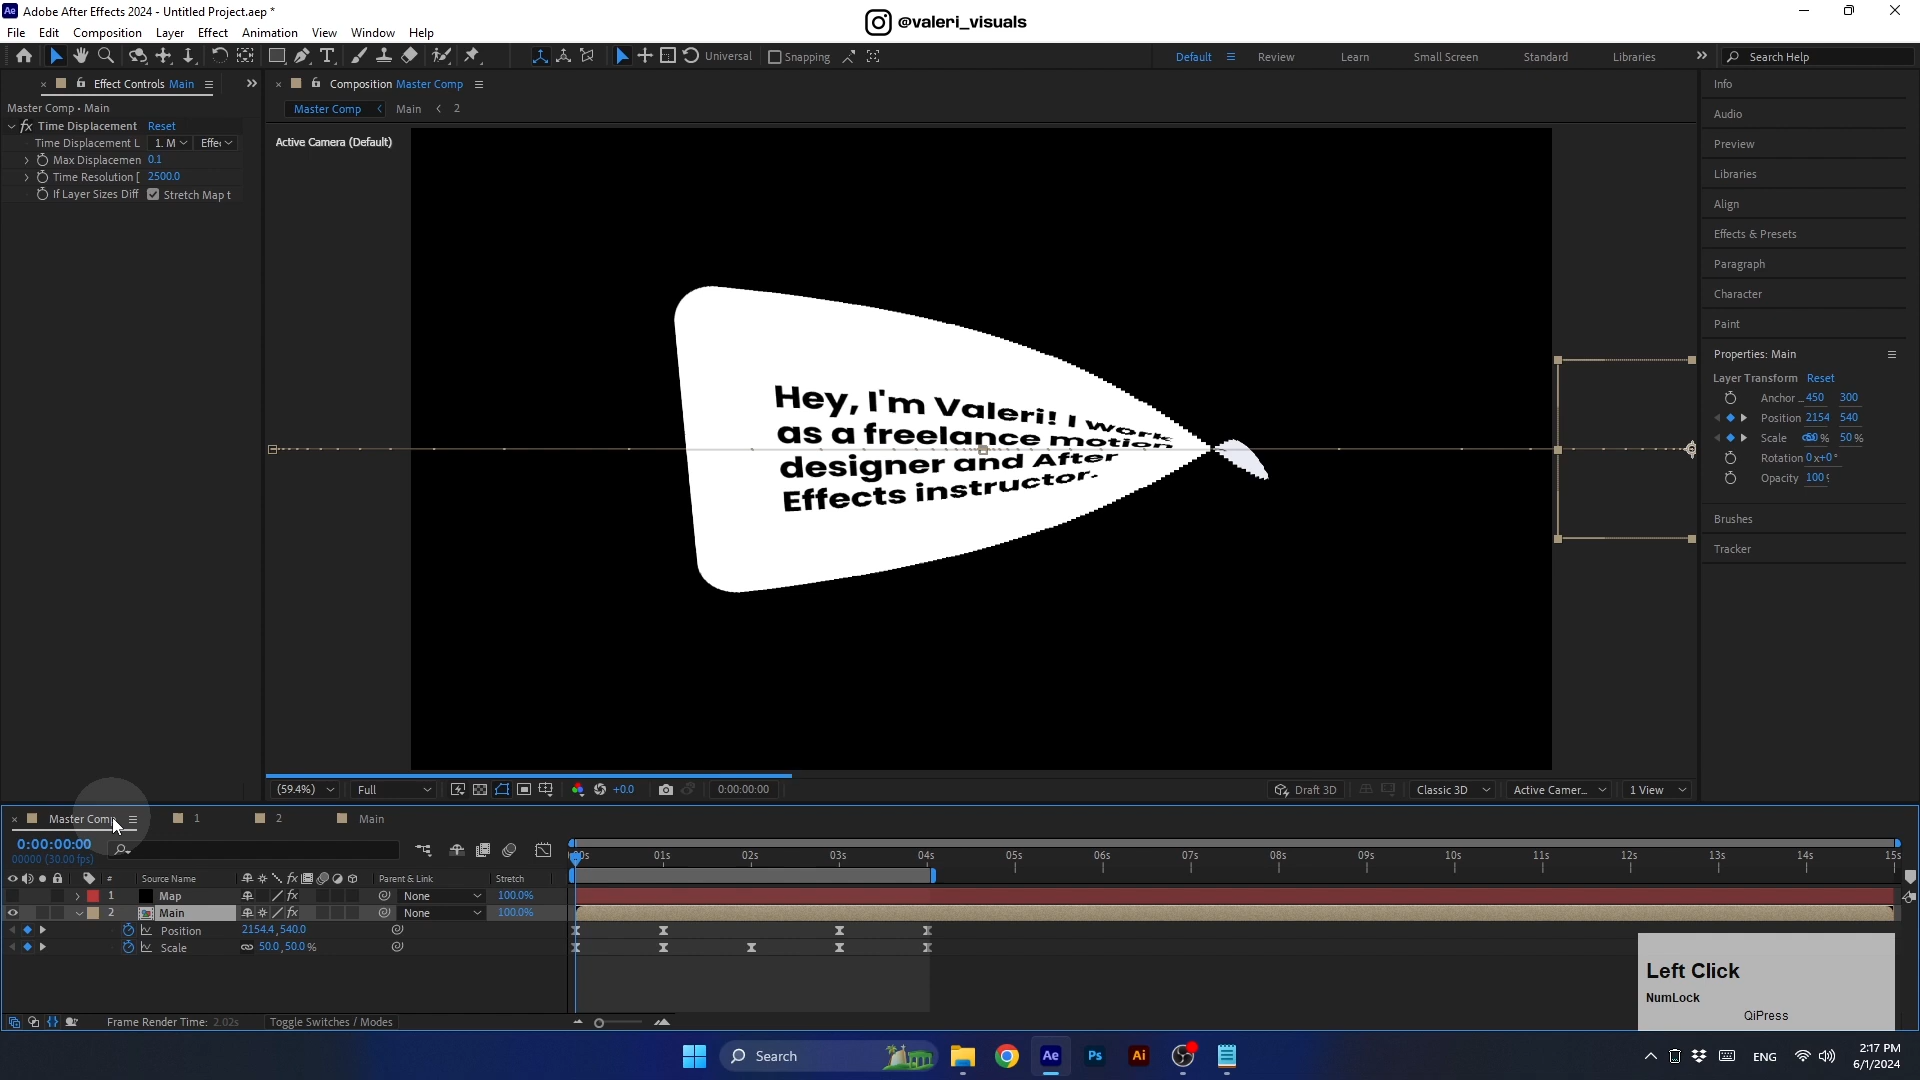 Adobe After Effects 2024 - Untitled Project.aep *
@valeri_visuals
File Edit Composition Layer Effect Animation View Window Help
Universal Snapping Default Review Learn Small Screen Standard Libraries Search Help
Effect Controls Main
Composition Master Comp
Master Comp • Main
Master Comp Main 2
fx Time Displacement Reset
Time Displacement L 1. M Effec
Max Displacemen 0.1
Time Resolution [ 2500.0
If Layer Sizes Diff Stretch Map t
Active Camera (Default)
Hey, I'm Valeri! I work
as a freelance motion
designer and After
Effects instructor.
Info
Audio
Preview
Libraries
Align
Effects & Presets
Paragraph
Character
Paint
Properties: Main
Layer Transform Reset
Anchor .. 450 300
Position 2154 540
Scale 50 % 50 %
Rotation 0 x+0 °
Opacity 100
Brushes
Tracker
(59.4%) Full +0.0 0:00:00:00 Draft 3D Classic 3D Active Camer... 1 View
Master Comp 1 2 Main
0:00:00:00
00000 (30.00 fps)
00s 01s 02s 03s 04s 05s 06s 07s 08s 09s 10s 11s 12s 13s 14s 15s
# Source Name fx Parent & Link Stretch
1 Map fx None 100.0%
2 Main fx None 100.0%
Position 2154.4, 540.0
Scale 50.0, 50.0 %
Frame Render Time: 2.02s Toggle Switches / Modes
Left Click
NumLock
QiPress
Search
Ae Ps Ai
ENG
2:17 PM
6/1/2024